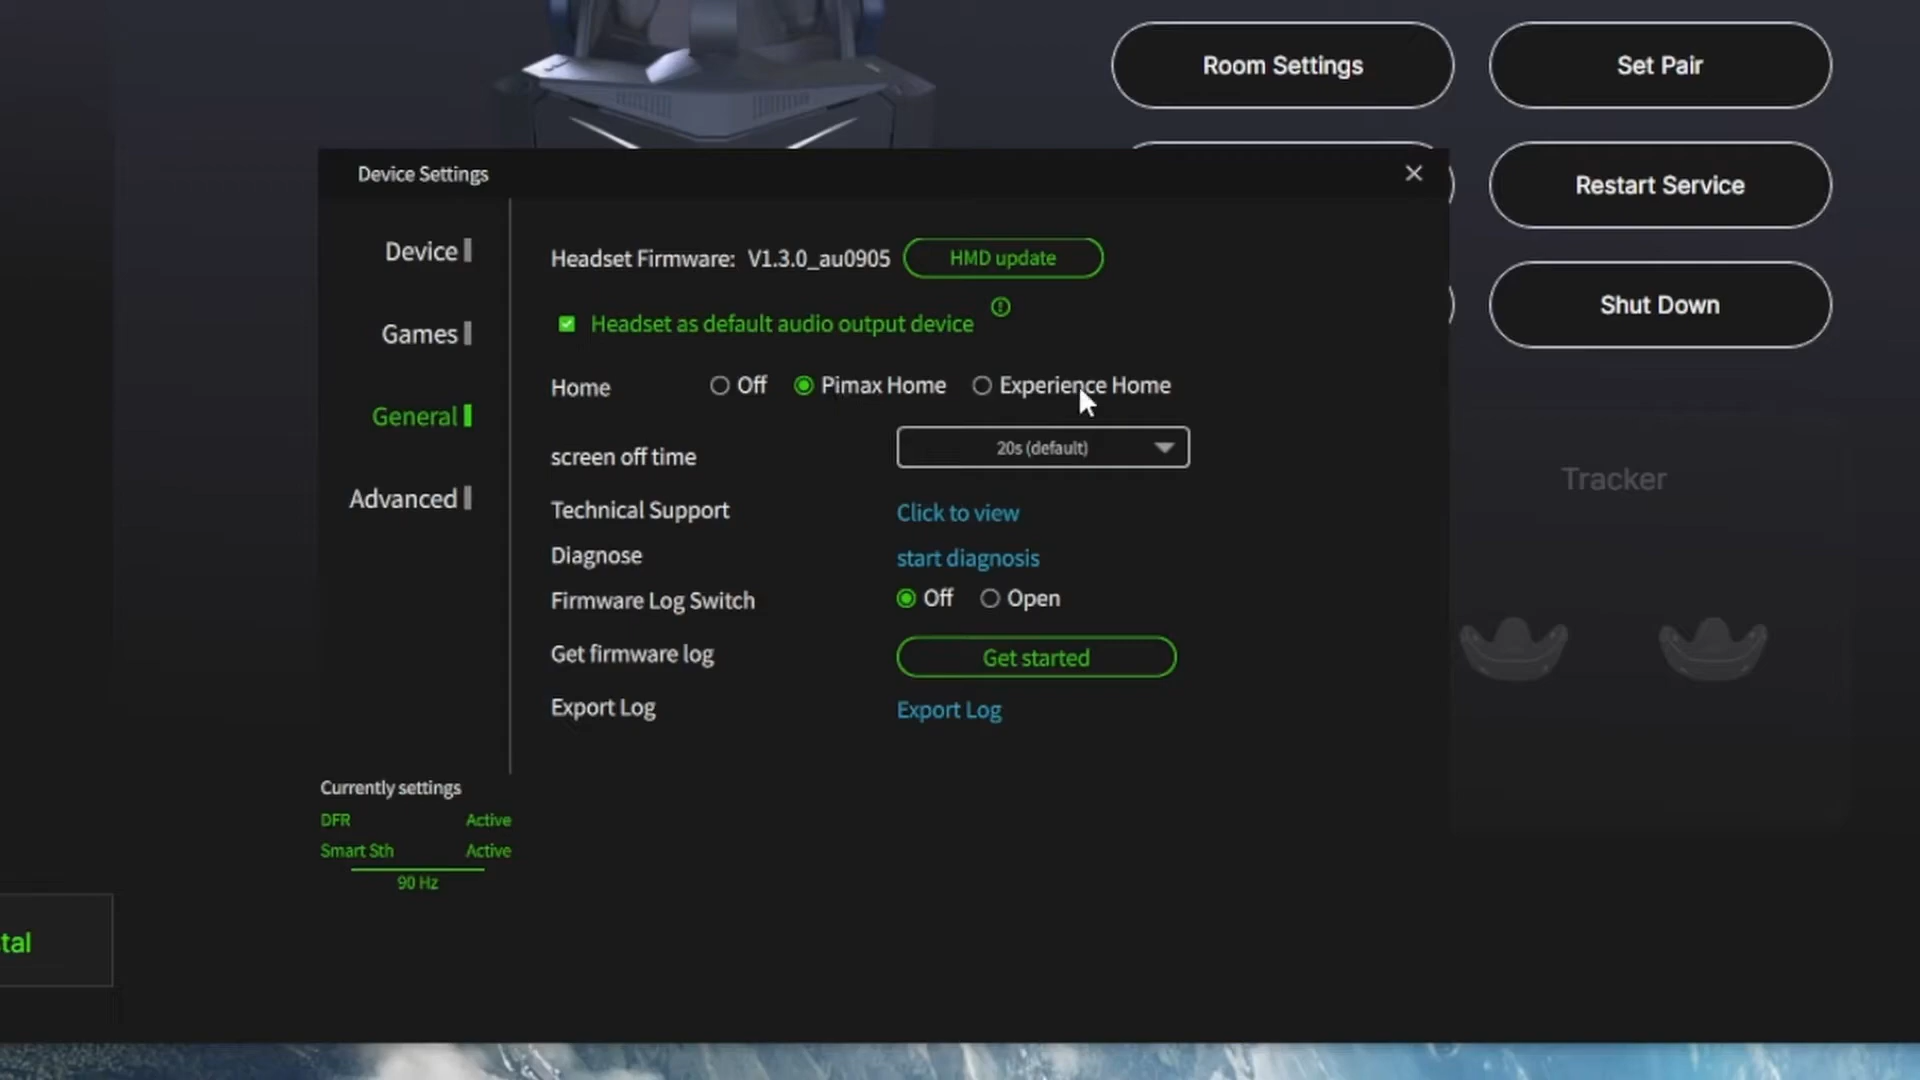 Room Settings
Set Pair
Device Settings
Restart Service
Shut Down
Device
Games
General
Advanced
Headset Firmware: V1.3.0_au0905 HMD update
Headset as default audio output device
Home Off Pimax Home Experience Home
screen off time 20s (default)
Technical Support Click to view
Diagnose start diagnosis
Firmware Log Switch Off Open
Get firmware log Get started
Export Log Export Log
Tracker
Currently settings
DFR Active
Smart Sth Active
90 Hz
tal